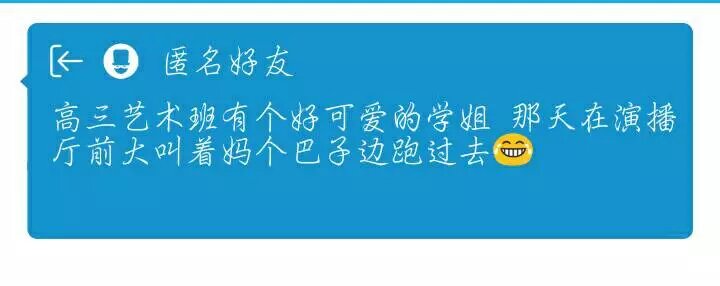 匿名好友
高三艺术班有个好可爱的学姐 那天在演播
厅前大叫着妈个巴子边跑过去😂